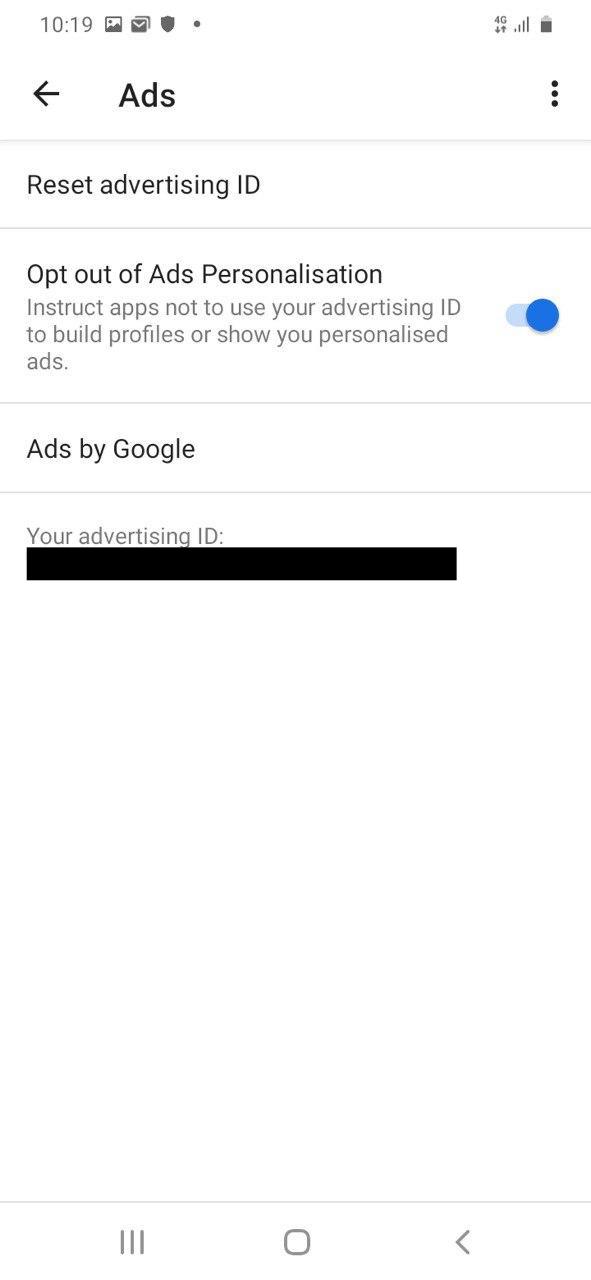 10:19
4G
Ads
Reset advertising ID
Opt out of Ads Personalisation
Instruct apps not to use your advertising ID
to build profiles or show you personalised
ads.
Ads by Google
Your advertising ID: